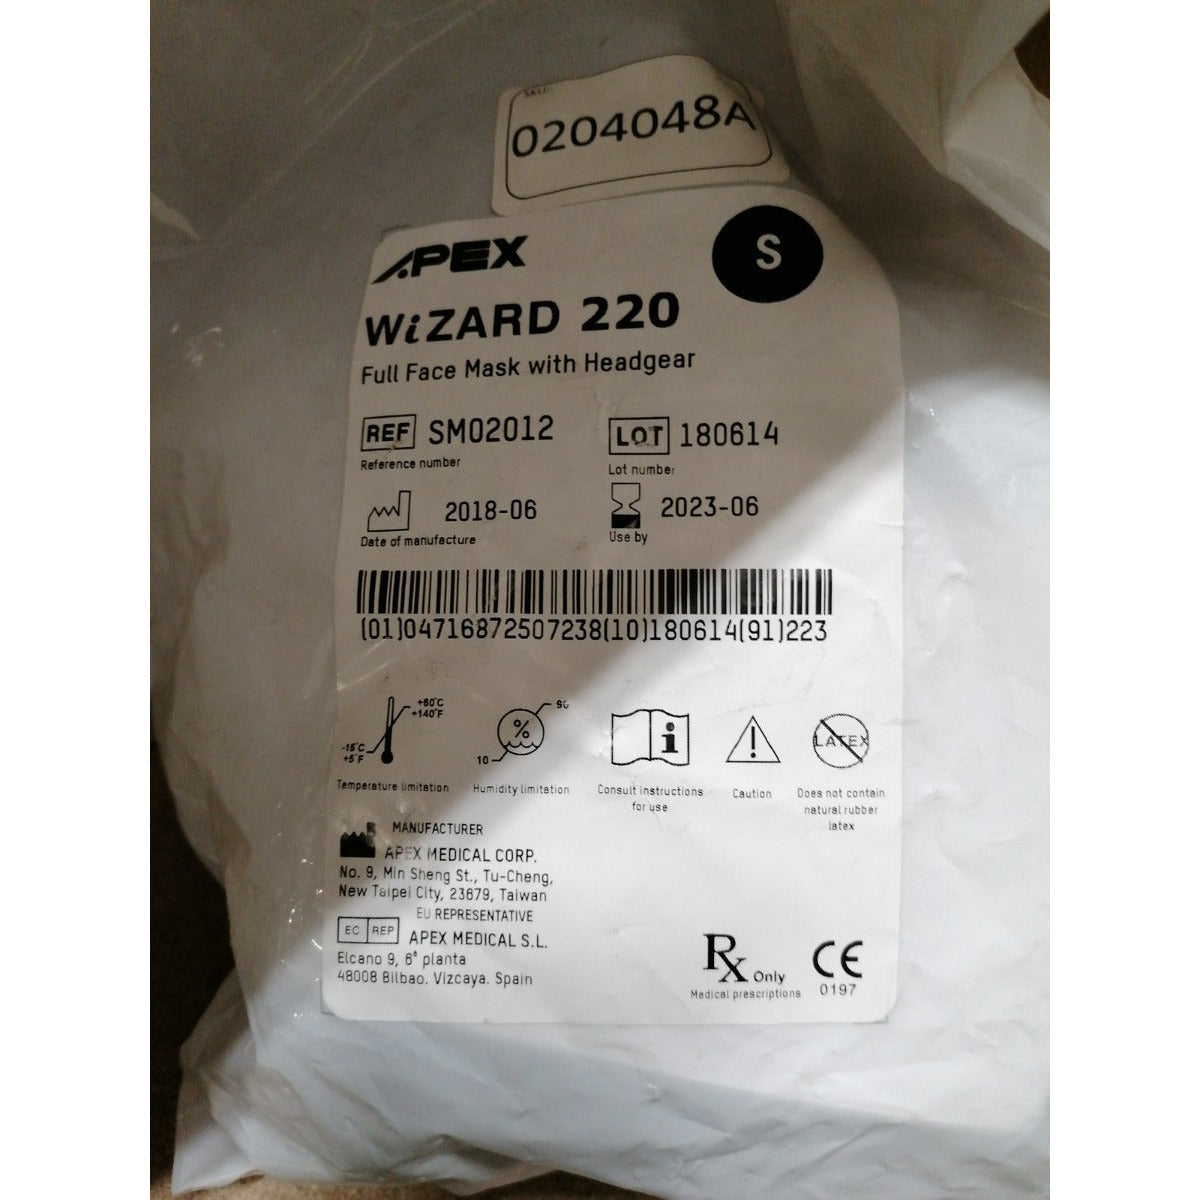 SKU:
0204048A
APEX
S
WiZARD 220
Full Face Mask with Headgear
REF SM02012
Reference number
LOT 180614
Lot number
2018-06
Date of manufacture
2023-06
Use by
(01)04716872507238(10)180614(91)223
+60°C
+140°F
-15°C
+5°F
Temperature limitation
%
10
Humidity limitation
i
Consult instructions
for use
!
Caution
LATEX
Does not contain
natural rubber
latex
MANUFACTURER
APEX MEDICAL CORP.
No. 9, Min Sheng St., Tu-Cheng,
New Taipei City, 23679, Taiwan
EU REPRESENTATIVE
EC REP APEX MEDICAL S.L.
Elcano 9, 6ª planta
48008 Bilbao. Vizcaya. Spain
Rx Only
Medical prescriptions
CE
0197